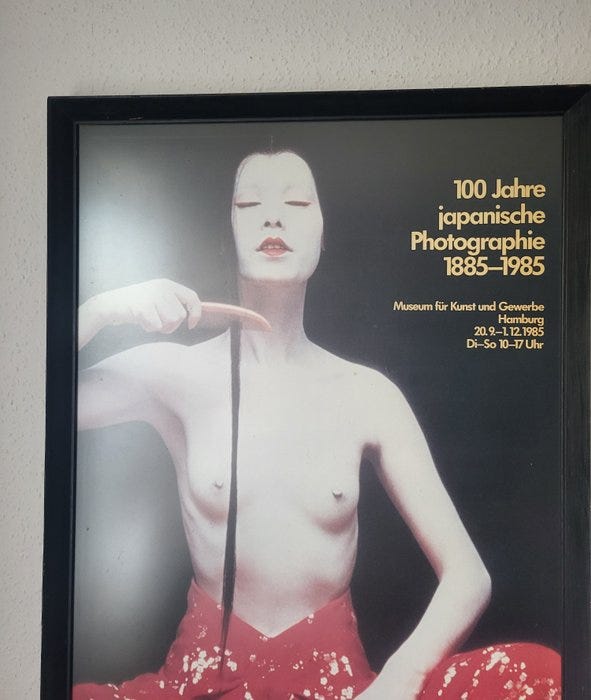 100 Jahre
japanische
Photographie
1885–1985
Museum für Kunst und Gewerbe
Hamburg
20.9.–1.12.1985
Di–So 10–17 Uhr